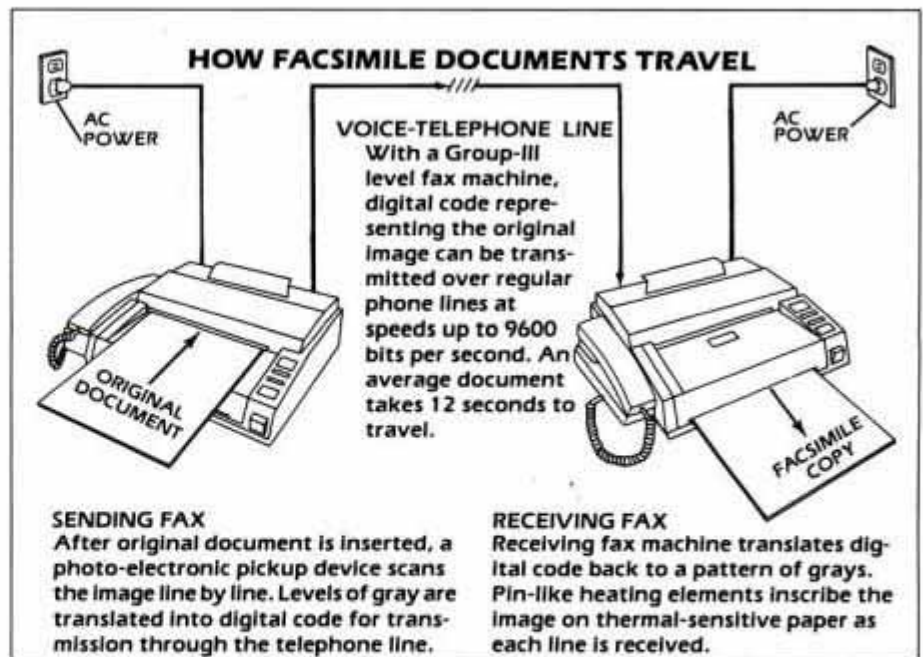 HOW FACSIMILE DOCUMENTS TRAVEL
AC
POWER
AC
POWER
VOICE-TELEPHONE LINE
With a Group-III
level fax machine,
digital code repre-
senting the original
image can be trans-
mitted over regular
phone lines at
speeds up to 9600
bits per second. An
average document
takes 12 seconds to
travel.
ORIGINAL
DOCUMENT
FACSIMILE
COPY
SENDING FAX
After original document is inserted, a
photo-electronic pickup device scans
the image line by line. Levels of gray are
translated into digital code for trans-
mission through the telephone line.
RECEIVING FAX
Receiving fax machine translates dig-
ital code back to a pattern of grays.
Pin-like heating elements inscribe the
image on thermal-sensitive paper as
each line is received.